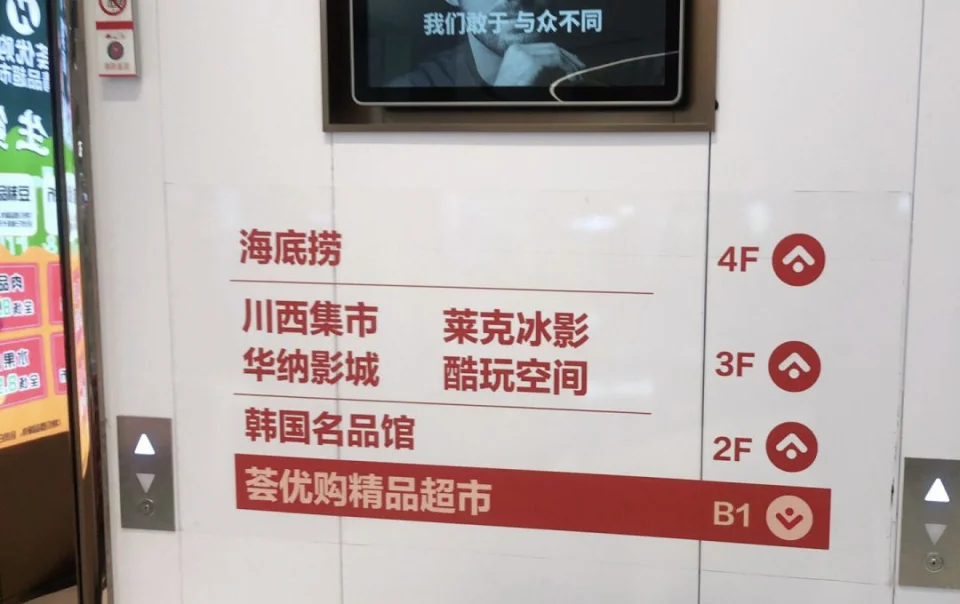 我们敢于与众不同
海底捞 4F
川西集市 莱克冰影
华纳影城 酷玩空间 3F
韩国名品馆 2F
荟优购精品超市 B1